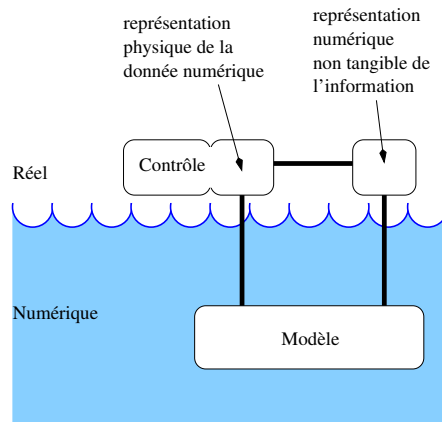 représentation
physique de la
donnée numérique
représentation
numérique
non tangible de
l'information
Contrôle
Réel
Numérique
Modèle